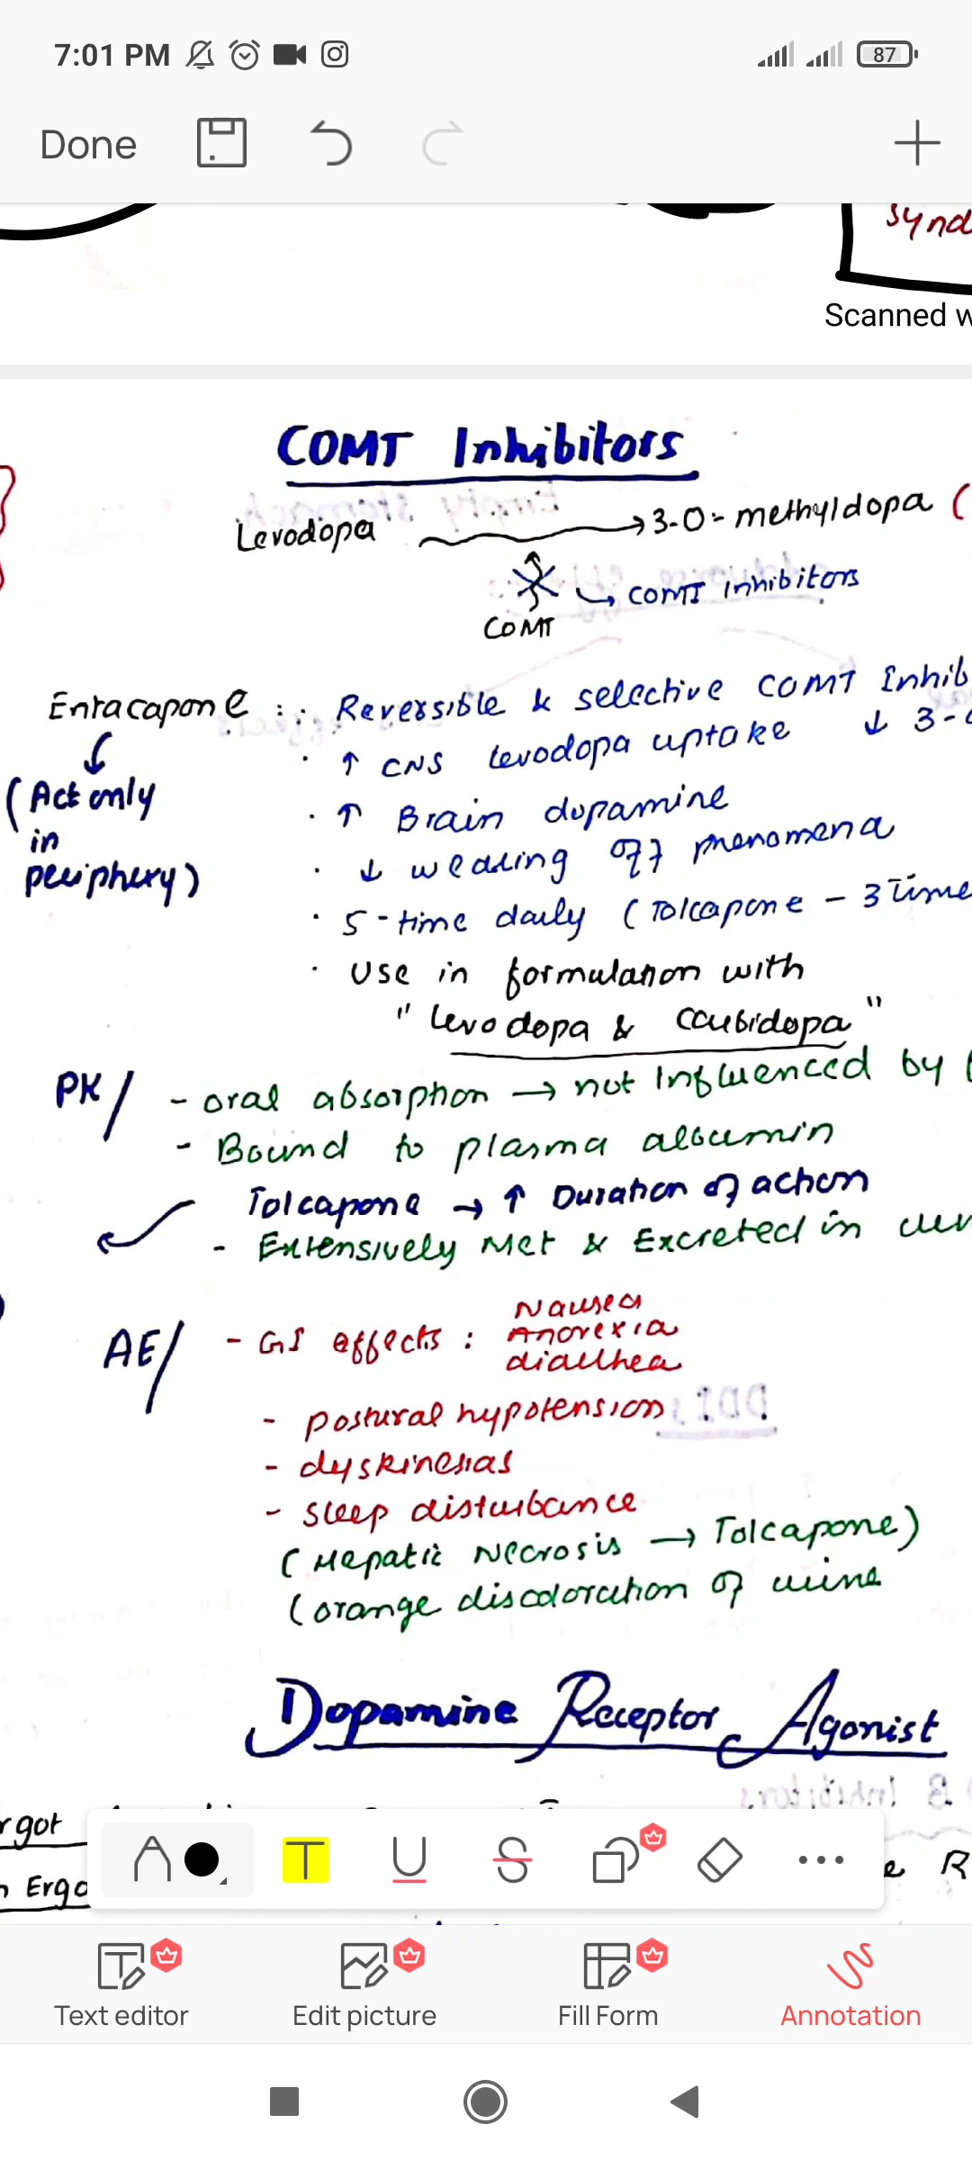 7:01 PM 87
Done
Synd
Scanned w
COMT Inhibitors
Levodopa → 3-O-methyldopa (
COMT Inhibitors
COMT
Entacapone : · Reversible & selective COMT Inhib
(Act only in periphery)
· ↑ CNS levodopa uptake ↓ 3-
· ↑ Brain dopamine
· ↓ wearing off phenomena
· 5-time daily (Tolcapone - 3 time
· Use in formulation with
" levodopa & Carbidopa "
PK/ - oral absorption → not Influenced by
- Bound to plasma albumin
Tolcapone → ↑ Duration of action
- Extensively Met & Excreted in
AE/ - GI effects : Nausea
Anorexia
diarrhea
- postural hypotension
- dyskinesias
- sleep disturbance
(Hepatic Necrosis → Tolcapone)
(orange discoloration of urine
Dopamine Receptor Agonist
rgot
Ergo
e R
T U S
Text editor Edit picture Fill Form Annotation